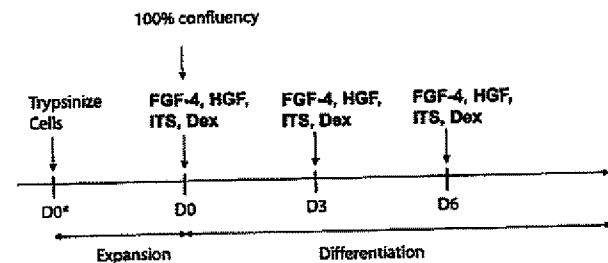 100% confluency
Trypsinize
Cells
FGF-4, HGF,
ITS, Dex
FGF-4, HGF,
ITS, Dex
FGF-4, HGF,
ITS, Dex
D0*
D0
D3
D6
Expansion
Differentiation